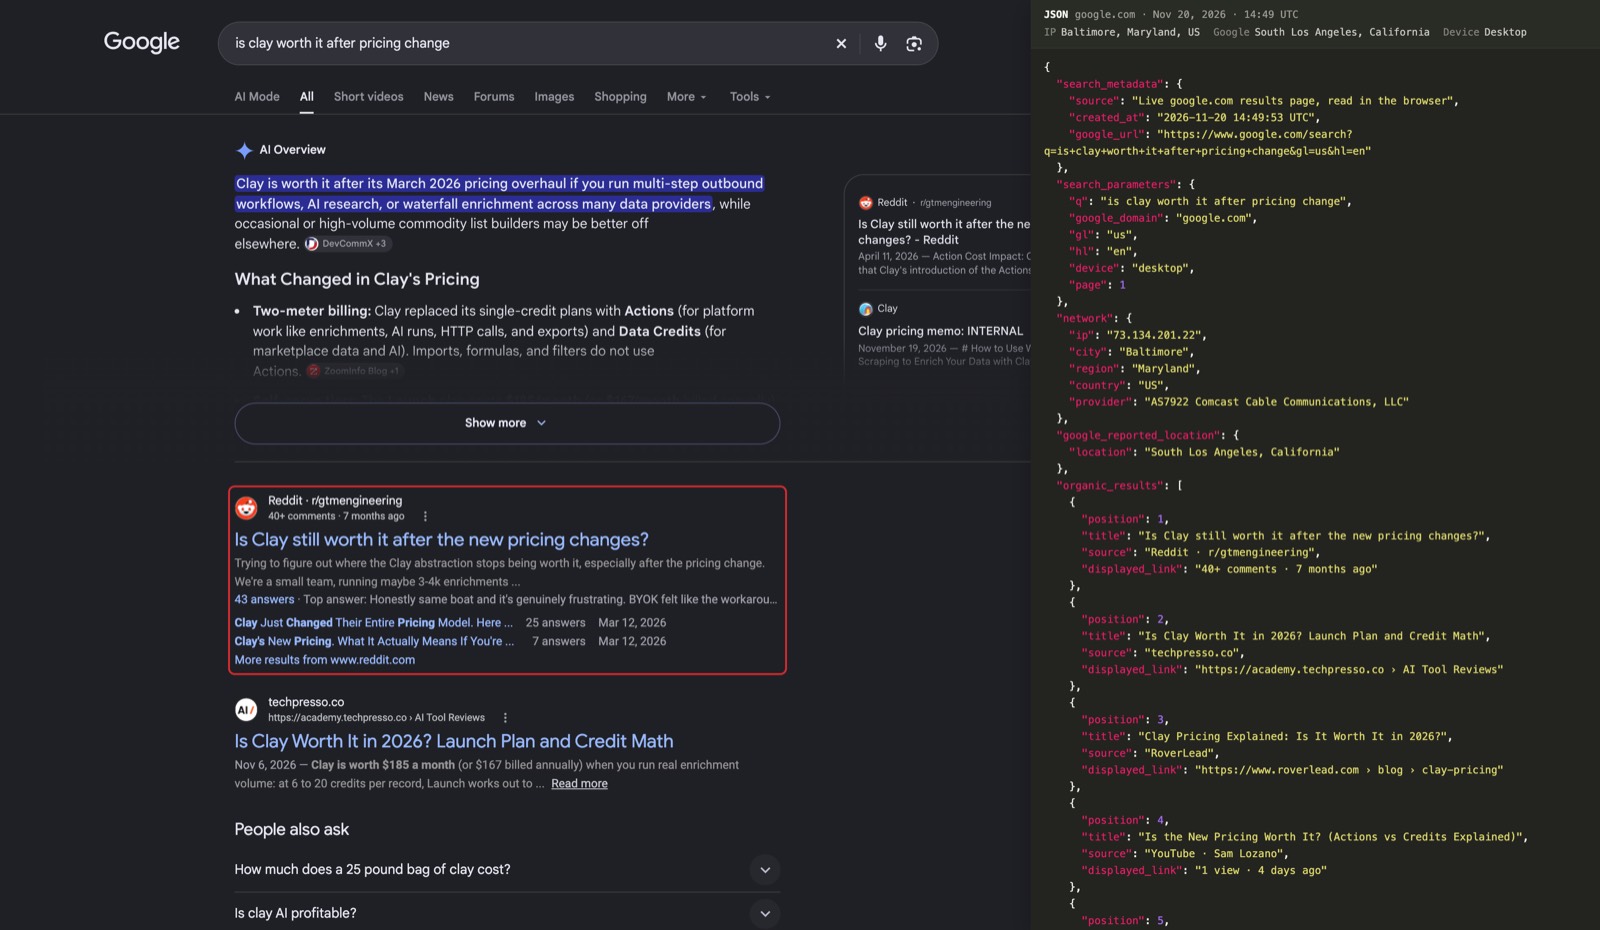 Google
is clay worth it after pricing change
AI Mode
All
Short videos
News
Forums
Images
Shopping
More
Tools
AI Overview
Clay is worth it after its March 2026 pricing overhaul if you run multi-step outbound
workflows, AI research, or waterfall enrichment across many data providers, while
occasional or high-volume commodity list builders may be better off
elsewhere. DevCommX +3
What Changed in Clay's Pricing
• Two-meter billing: Clay replaced its single-credit plans with Actions (for platform
work like enrichments, AI runs, HTTP calls, and exports) and Data Credits (for
marketplace data and AI). Imports, formulas, and filters do not use
Actions. ZoomInfo Blog +1
Show more
Reddit · r/gtmengineering
Is Clay still worth it after the ne
changes? - Reddit
April 11, 2026 — Action Cost Impact: C
that Clay's introduction of the Actions
Clay
Clay pricing memo: INTERNAL
November 19, 2026 — # How to Use W
Scraping to Enrich Your Data with Cla
Reddit · r/gtmengineering
40+ comments · 7 months ago
Is Clay still worth it after the new pricing changes?
Trying to figure out where the Clay abstraction stops being worth it, especially after the pricing change.
We're a small team, running maybe 3-4k enrichments ...
43 answers · Top answer: Honestly same boat and it's genuinely frustrating. BYOK felt like the workarou...
Clay Just Changed Their Entire Pricing Model. Here ... 25 answers Mar 12, 2026
Clay's New Pricing. What It Actually Means If You're ... 7 answers Mar 12, 2026
More results from www.reddit.com
AI/
techpresso.co
https://academy.techpresso.co › AI Tool Reviews
Is Clay Worth It in 2026? Launch Plan and Credit Math
Nov 6, 2026 — Clay is worth $185 a month (or $167 billed annually) when you run real enrichment
volume: at 6 to 20 credits per record, Launch works out to ... Read more
People also ask
How much does a 25 pound bag of clay cost?
Is clay AI profitable?
JSON google.com · Nov 20, 2026 · 14:49 UTC
IP Baltimore, Maryland, US Google South Los Angeles, California Device Desktop
{
"search_metadata": {
"source": "Live google.com results page, read in the browser",
"created_at": "2026-11-20 14:49:53 UTC",
"google_url": "https://www.google.com/search?
q=is+clay+worth+it+after+pricing+change&gl=us&hl=en"
},
"search_parameters": {
"q": "is clay worth it after pricing change",
"google_domain": "google.com",
"gl": "us",
"hl": "en",
"device": "desktop",
"page": 1
},
"network": {
"ip": "73.134.201.22",
"city": "Baltimore",
"region": "Maryland",
"country": "US",
"provider": "AS7922 Comcast Cable Communications, LLC"
},
"google_reported_location": {
"location": "South Los Angeles, California"
},
"organic_results": [
{
"position": 1,
"title": "Is Clay still worth it after the new pricing changes?",
"source": "Reddit · r/gtmengineering",
"displayed_link": "40+ comments · 7 months ago"
},
{
"position": 2,
"title": "Is Clay Worth It in 2026? Launch Plan and Credit Math",
"source": "techpresso.co",
"displayed_link": "https://academy.techpresso.co › AI Tool Reviews"
},
{
"position": 3,
"title": "Clay Pricing Explained: Is It Worth It in 2026?",
"source": "RoverLead",
"displayed_link": "https://www.roverlead.com › blog › clay-pricing"
},
{
"position": 4,
"title": "Is the New Pricing Worth It? (Actions vs Credits Explained)",
"source": "YouTube · Sam Lozano",
"displayed_link": "1 view · 4 days ago"
},
{
"position": 5,